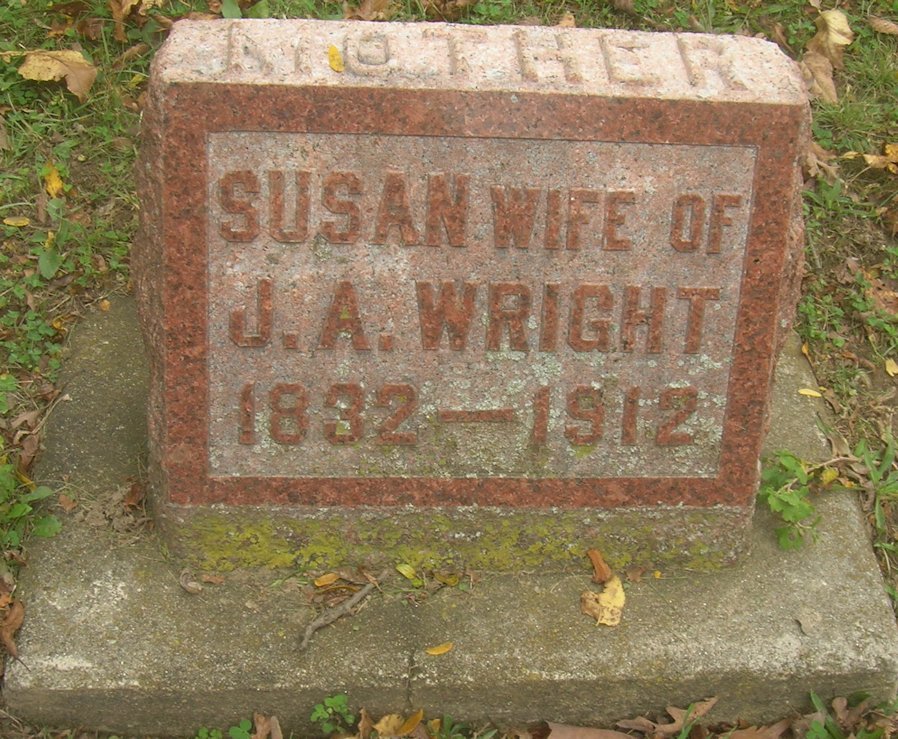 MOTHER
SUSAN WIFE OF
J. A. WRIGHT
1832—1912